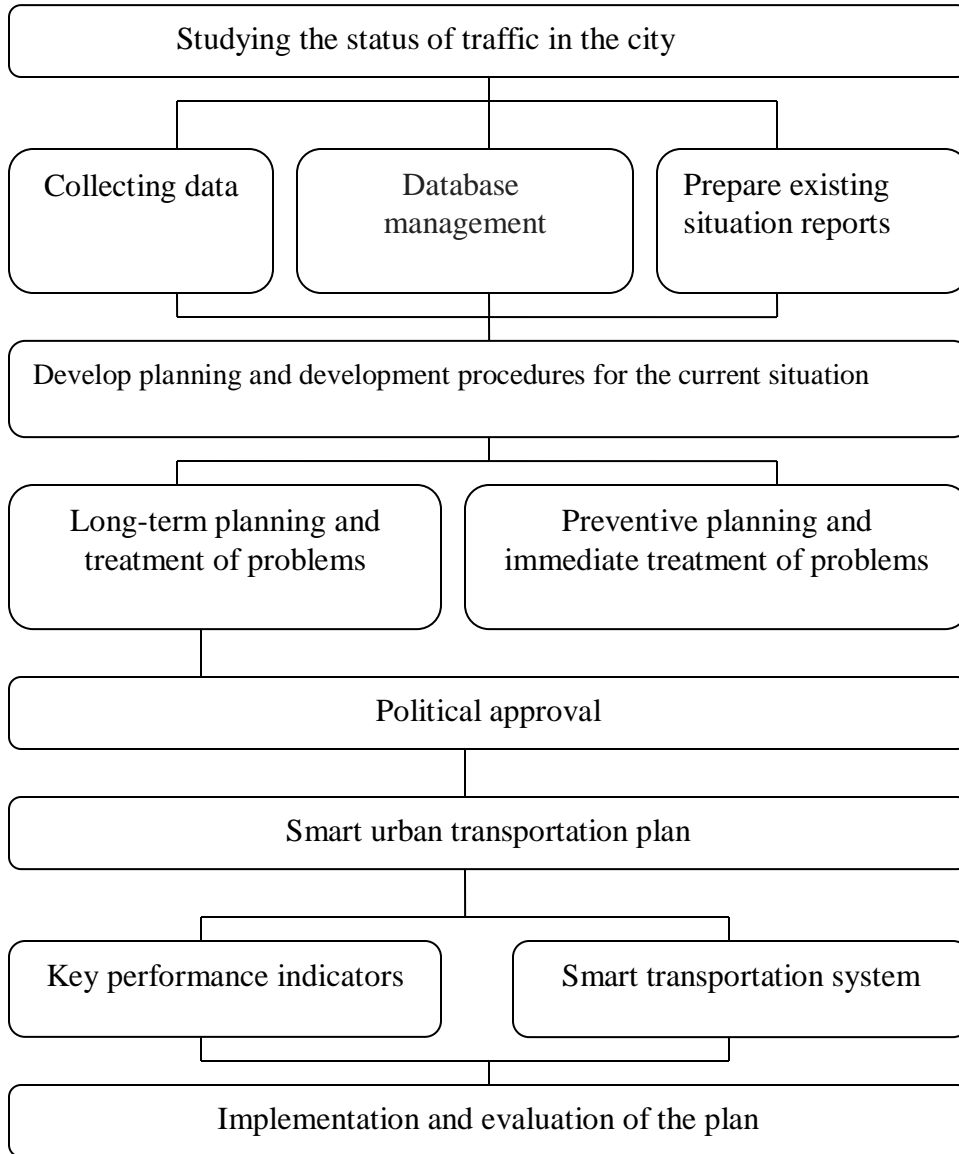 Studying the status of traffic in the city
Collecting data
Database
management
Prepare existing
situation reports
Develop planning and development procedures for the current situation
Long-term planning and
treatment of problems
Preventive planning and
immediate treatment of problems
Political approval
Smart urban transportation plan
Key performance indicators
Smart transportation system
Implementation and evaluation of the plan